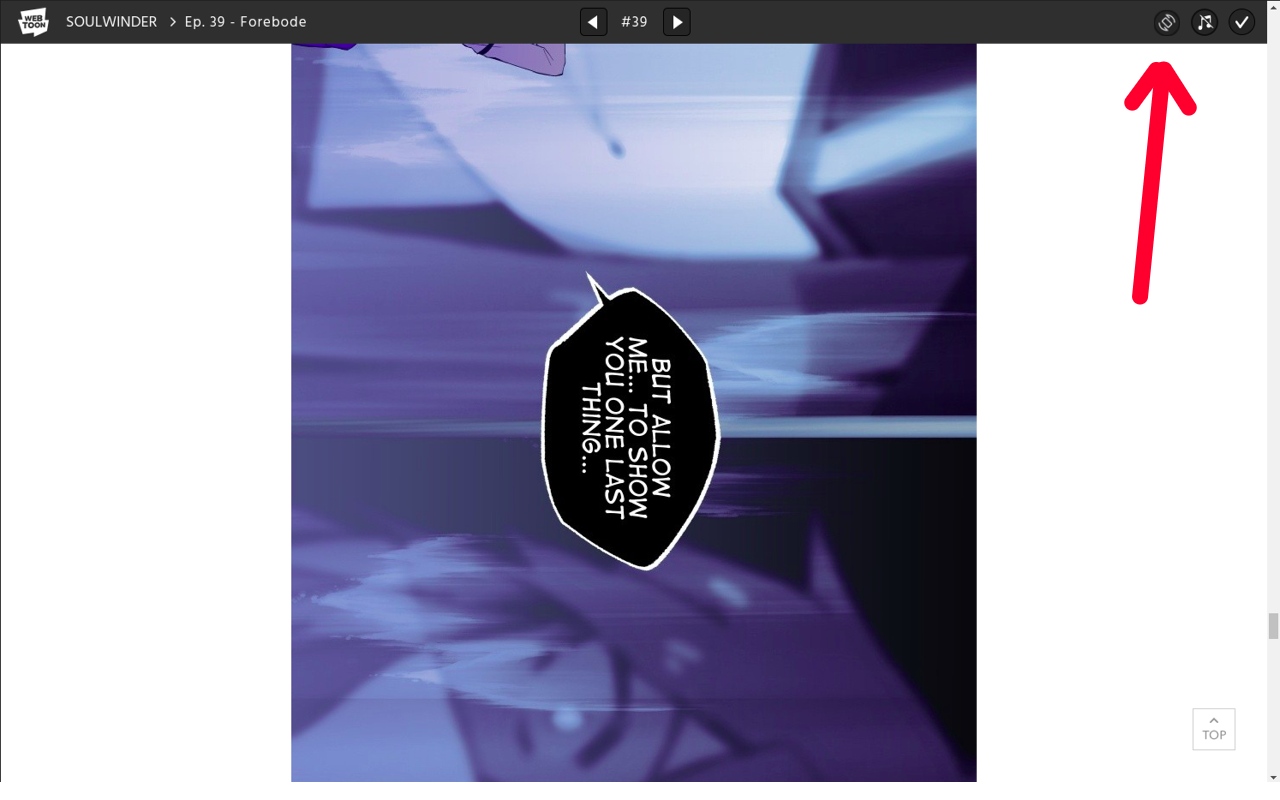 WEB
TOON
SOULWINDER > Ep. 39 - Forebode
#39
BUT ALLOW
ME... TO SHOW
YOU ONE LAST
THING...
TOP